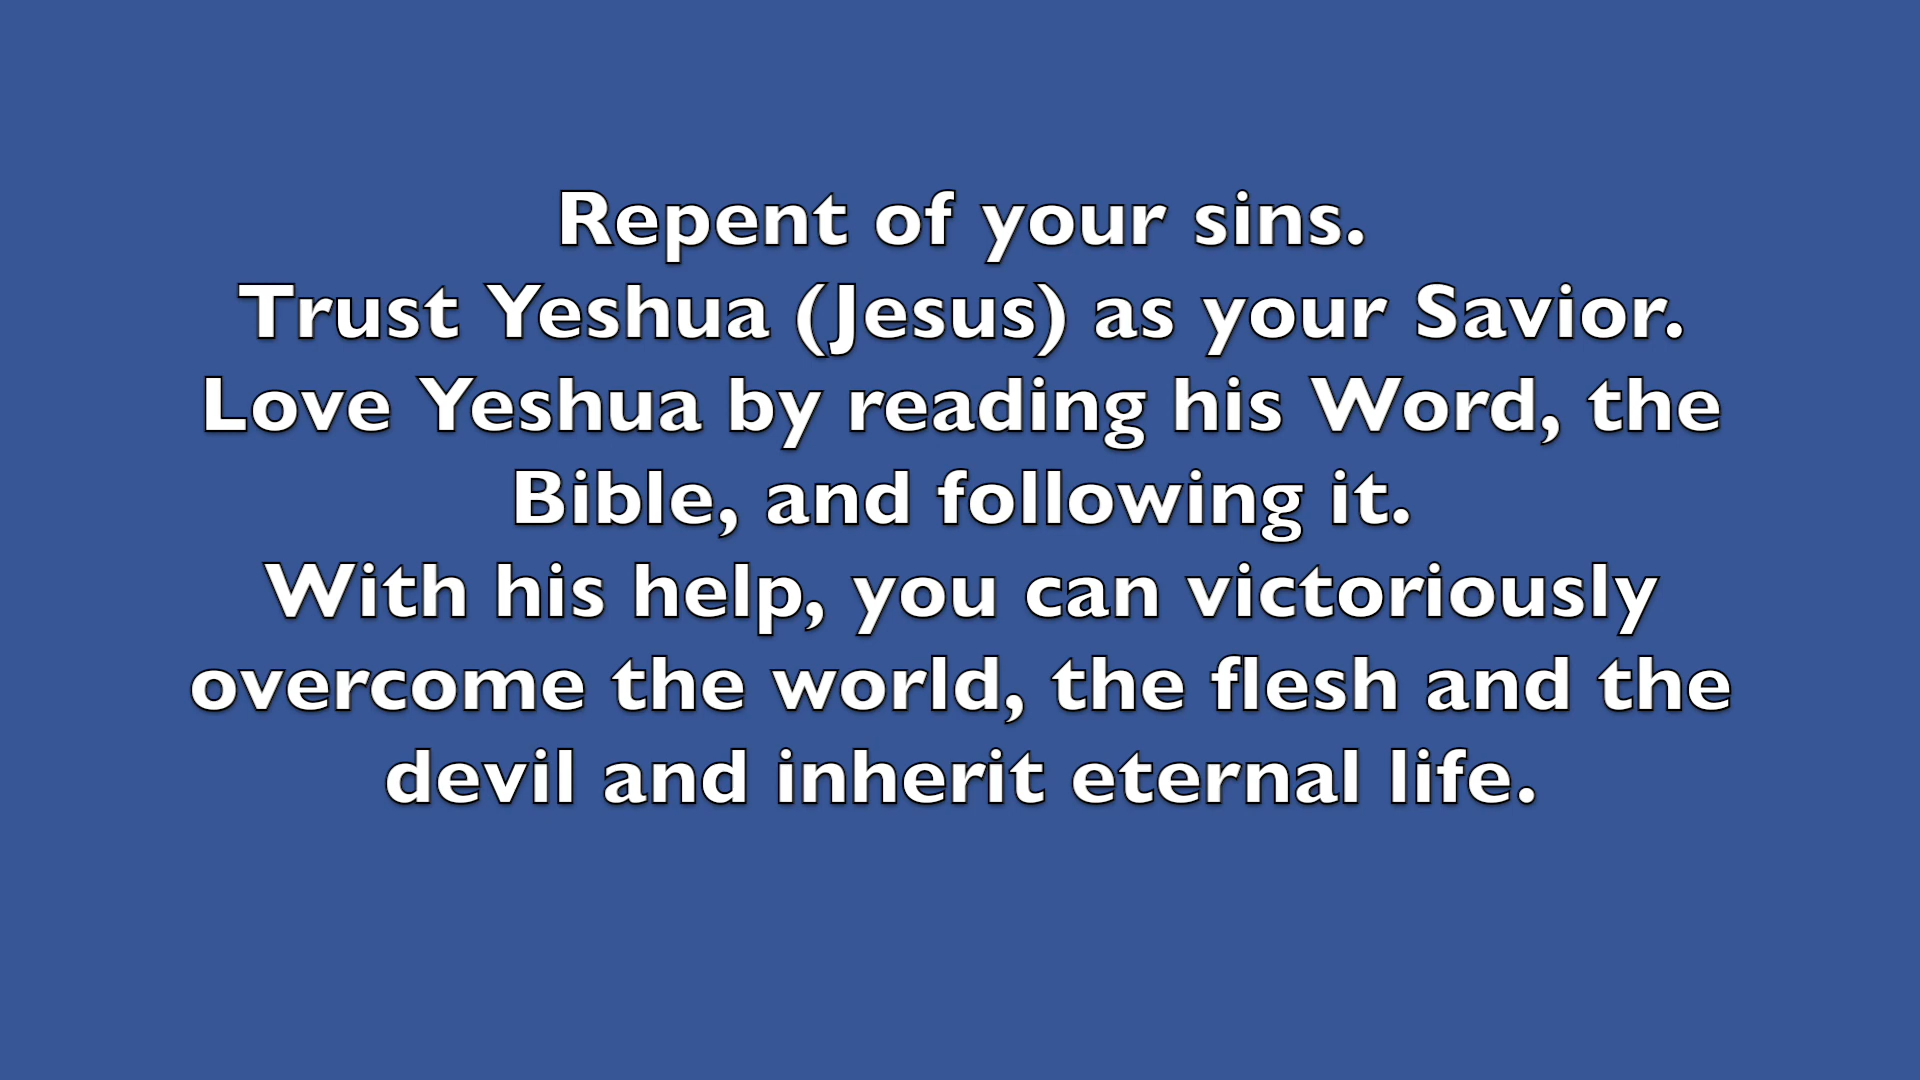 Repent of your sins.
Trust Yeshua (Jesus) as your Savior.
Love Yeshua by reading his Word, the
Bible, and following it.
With his help, you can victoriously
overcome the world, the flesh and the
devil and inherit eternal life.